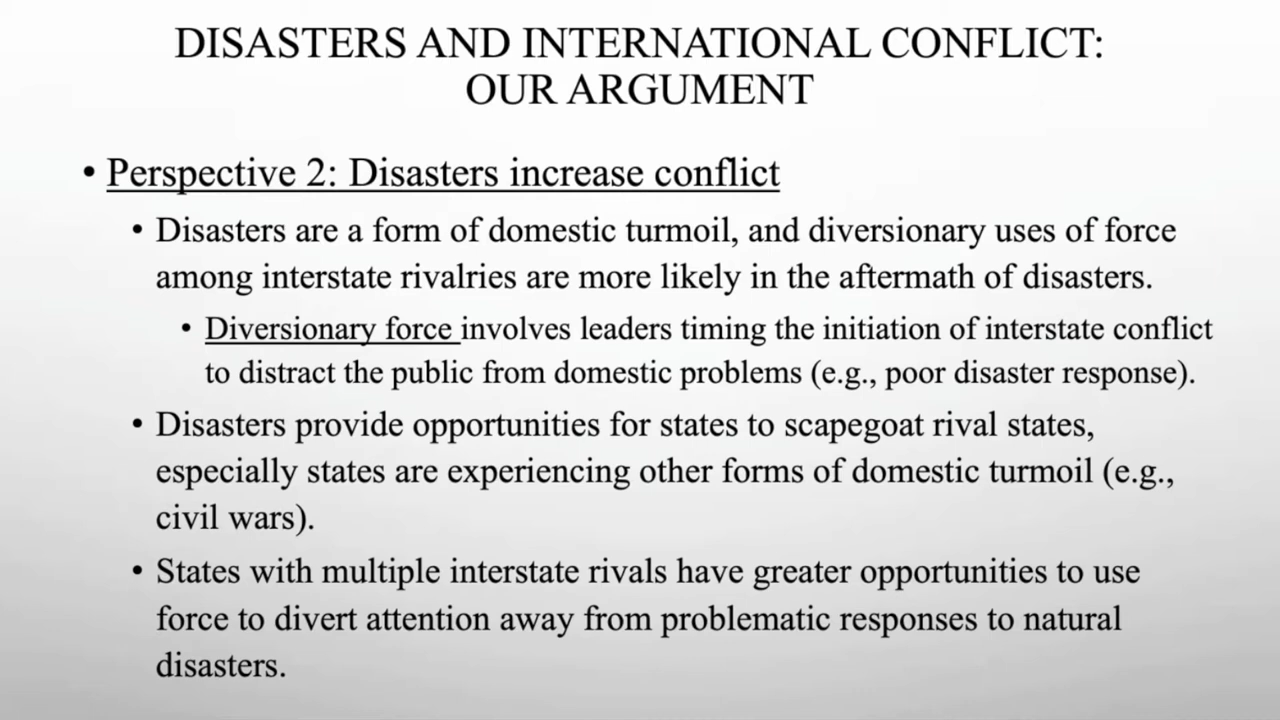 DISASTERS AND INTERNATIONAL CONFLICT:
OUR ARGUMENT
• Perspective 2: Disasters increase conflict
• Disasters are a form of domestic turmoil, and diversionary uses of force
among interstate rivalries are more likely in the aftermath of disasters.
• Diversionary force involves leaders timing the initiation of interstate conflict
to distract the public from domestic problems (e.g., poor disaster response).
• Disasters provide opportunities for states to scapegoat rival states,
especially states are experiencing other forms of domestic turmoil (e.g.,
civil wars).
• States with multiple interstate rivals have greater opportunities to use
force to divert attention away from problematic responses to natural
disasters.